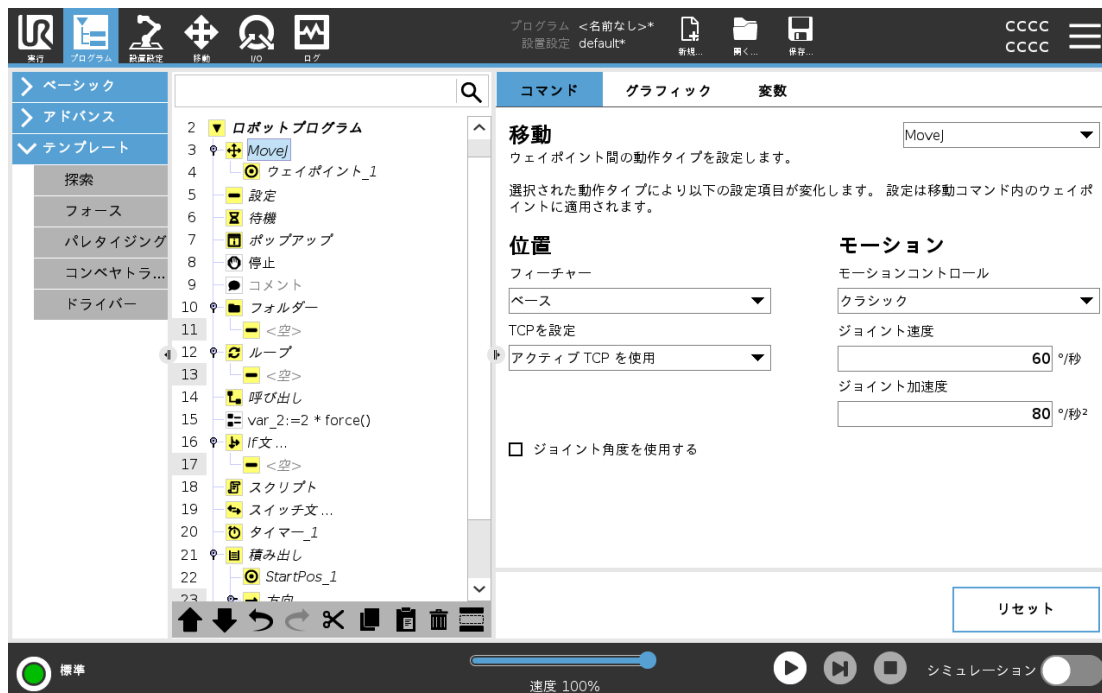 プログラム <名前なし>*
設置設定 default*
CCCC
CCCC
実行
プログラム
設置設定
移動
I/O
ログ
新規...
開く...
保存...
ベーシック
アドバンス
テンプレート
探索
フォース
パレタイジング
コンベヤトラ...
ドライバー
2 ロボットプログラム
3 MoveJ
4 ウェイポイント_1
5 設定
6 待機
7 ポップアップ
8 停止
9 コメント
10 フォルダー
11 <空>
12 ループ
13 <空>
14 呼び出し
15 var_2:=2 * force()
16 If文 ...
17 <空>
18 スクリプト
19 スイッチ文 ...
20 タイマー_1
21 積み出し
22 StartPos_1
23 方向
コマンド
グラフィック
変数
移動
MoveJ
ウェイポイント間の動作タイプを設定します。
選択された動作タイプにより以下の設定項目が変化します。 設定は移動コマンド内のウェイポ
イントに適用されます。
位置
モーション
フィーチャー
モーションコントロール
ベース
クラシック
TCPを設定
ジョイント速度
アクティブ TCP を使用
60 °/秒
ジョイント加速度
80 °/秒²
ジョイント角度を使用する
リセット
標準
速度 100%
シミュレーション